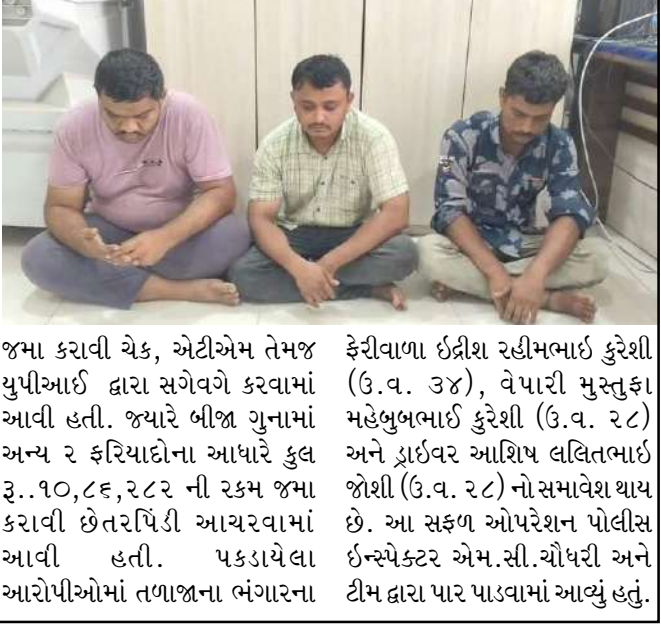 જમા કરાવી ચેક, એટીએમ તેમજ
યુપીઆઈ દ્વારા સગેવગે કરવામાં
આવી હતી. જ્યારે બીજા ગુનામાં
અન્ય ૨ ફરિયાદોના આધારે કુલ
રૂ..૧૦,૮૬,૨૮૨ ની રકમ જમા
કરાવી છેતરપિંડી આચરવામાં
આવી હતી. પકડાયેલા
આરોપીઓમાં તળાજાના ભંગારના
ફેરીવાળા ઇદ્રીશ રહીમભાઇ કુરેશી
(ઉ.વ. ૩૪), વેપારી મુસ્તુફા
મહેબુબભાઈ કુરેશી (ઉ.વ. ૨૮)
અને ડ્રાઇવર આશિષ લલિતભાઇ
જોશી (ઉ.વ. ૨૮) નો સમાવેશ થાય
છે. આ સફળ ઓપરેશન પોલીસ
ઇન્સ્પેક્ટર એમ.સી.ચૌધરી અને
ટીમ દ્વારા પાર પાડવામાં આવ્યું હતું.